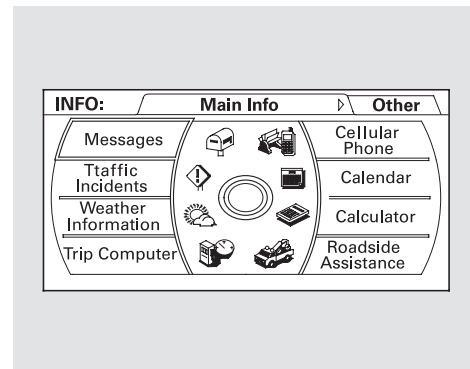 INFO: Main Info Other
Messages
Ttaffic
Incidents
Weather
Information
Trip Computer
Cellular
Phone
Calendar
Calculator
Roadside
Assistance